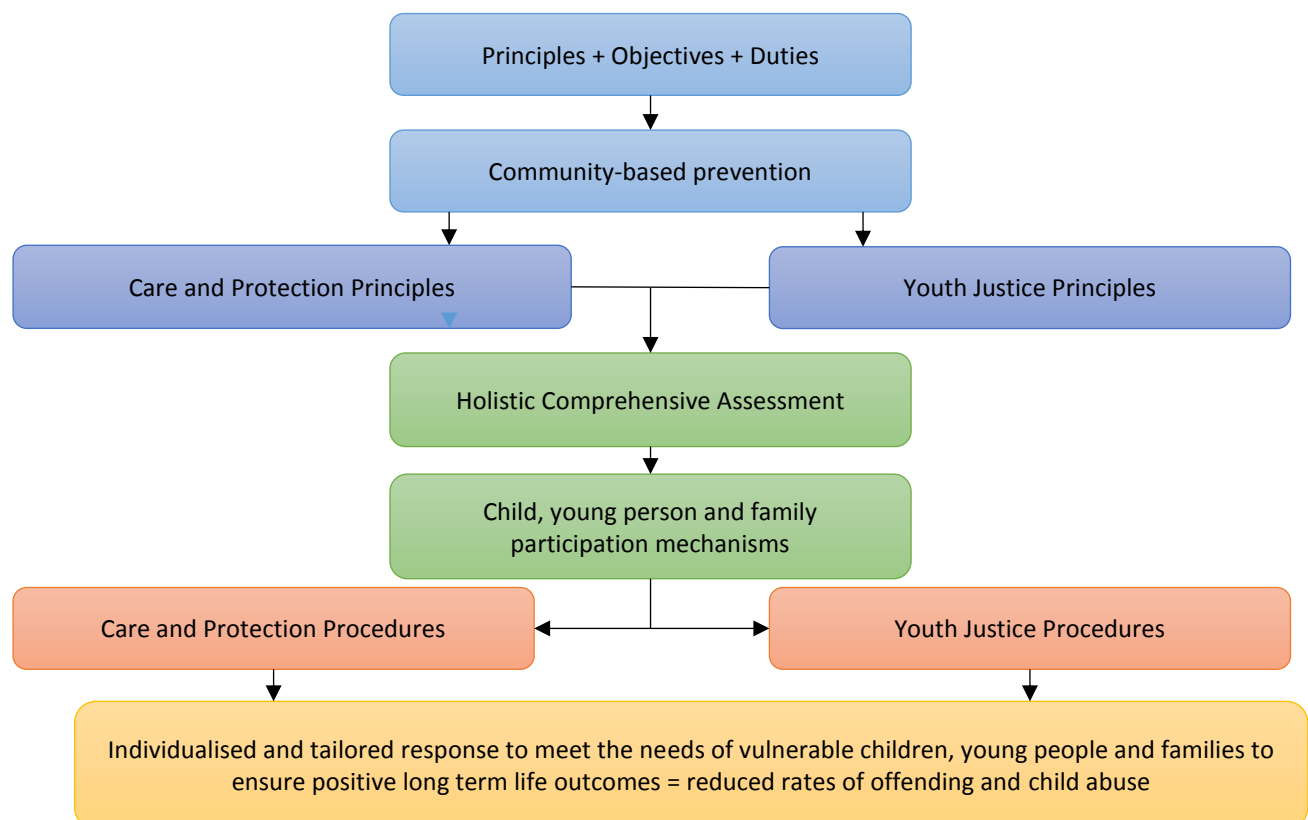 Principles + Objectives + Duties
Community-based prevention
Care and Protection Principles
Youth Justice Principles
Holistic Comprehensive Assessment
Child, young person and family
participation mechanisms
Care and Protection Procedures
Youth Justice Procedures
Individualised and tailored response to meet the needs of vulnerable children, young people and families to
ensure positive long term life outcomes = reduced rates of offending and child abuse